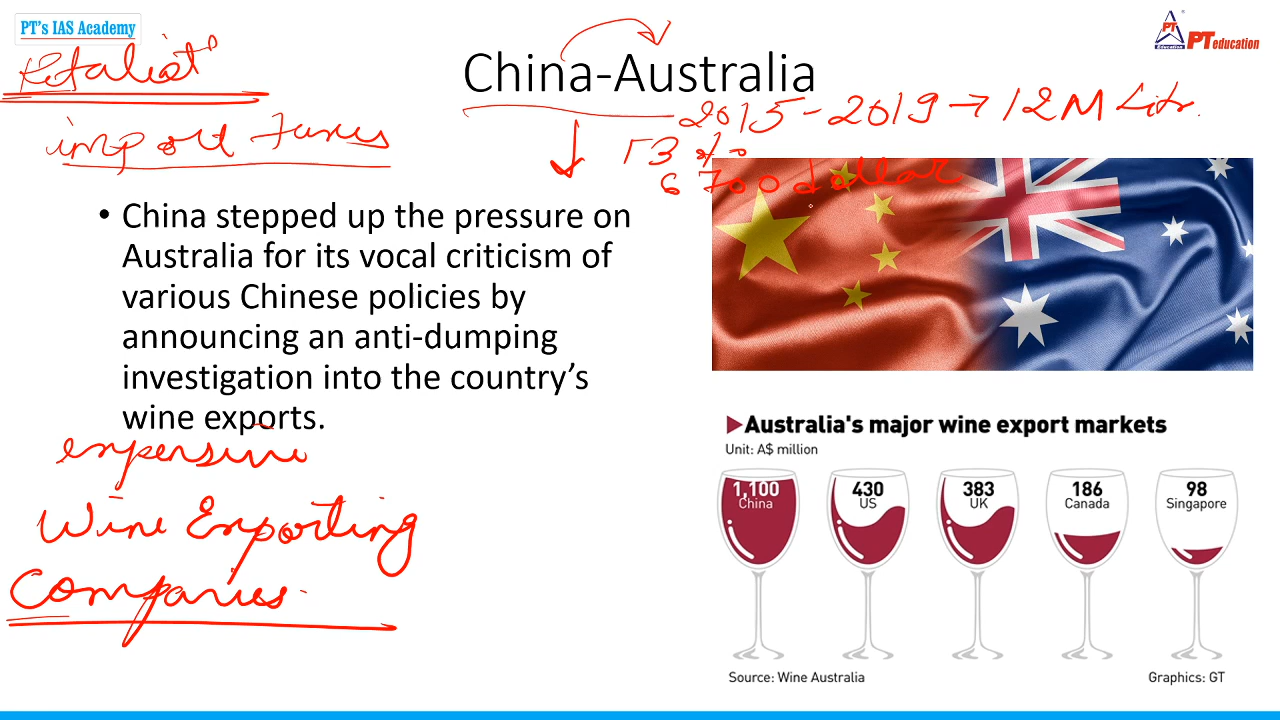 PT's IAS Academy
PT
Education
PT education
China-Australia
2015-2019 → 12 M Litr.
import taxes
13 %
6700 dollar
• China stepped up the pressure on
Australia for its vocal criticism of
various Chinese policies by
announcing an anti-dumping
investigation into the country's
wine exports.
expensive
Wine Exporting
Companies.
▶Australia's major wine export markets
Unit: A$ million
1,100 430 383 186 98
China US UK Canada Singapore
Source: Wine Australia Graphics: GT